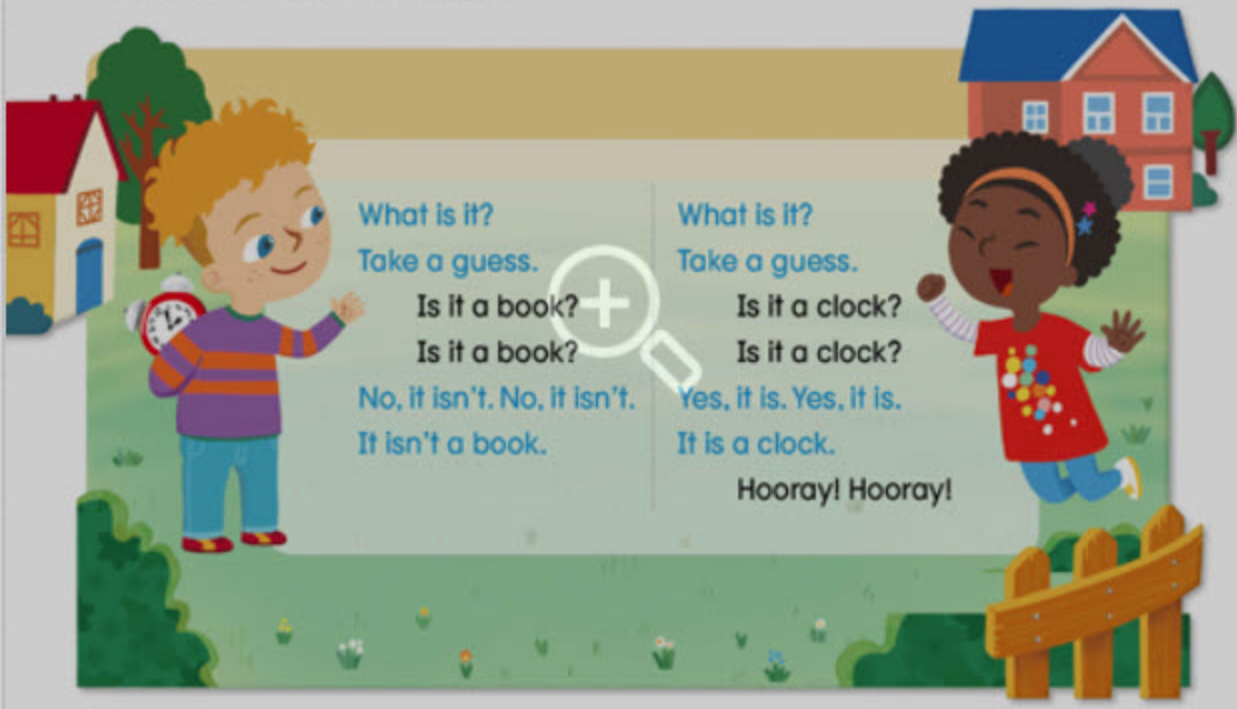 What is it?
Take a guess.
Is it a book?
Is it a book?
No, it isn't. No, it isn't.
It isn't a book.
What is it?
Take a guess.
Is it a clock?
Is it a clock?
Yes, it is. Yes, it is.
It is a clock.
Hooray! Hooray!